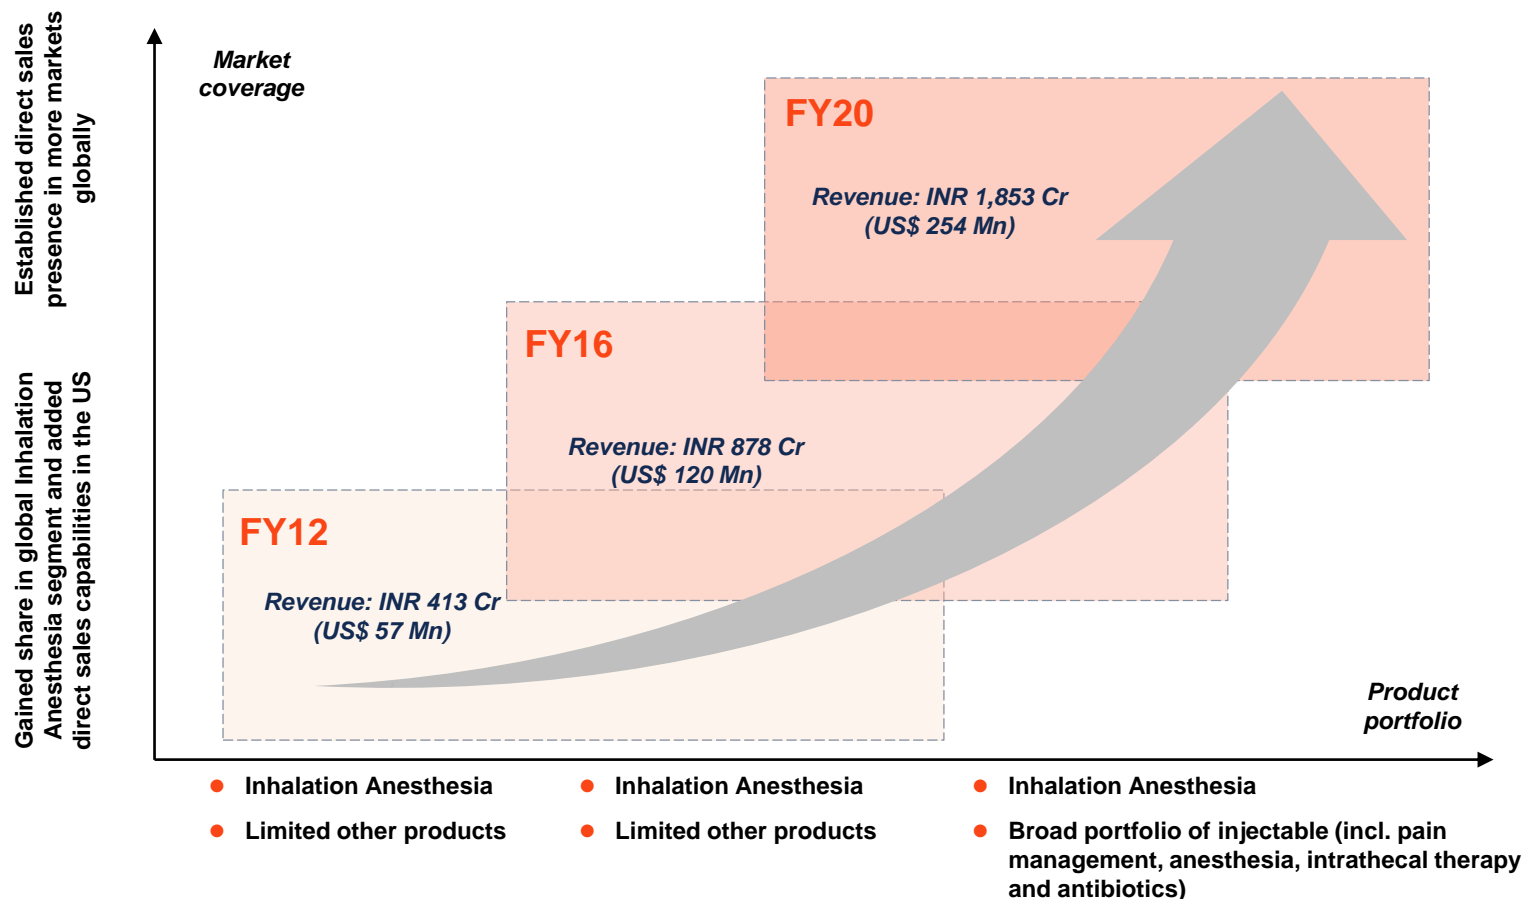 Established direct sales
presence in more markets
globally
Gained share in global Inhalation
Anesthesia segment and added
direct sales capabilities in the US
Market
coverage
FY20
Revenue: INR 1,853 Cr
(US$ 254 Mn)
FY16
Revenue: INR 878 Cr
(US$ 120 Mn)
FY12
Revenue: INR 413 Cr
(US$ 57 Mn)
Product
portfolio
Inhalation Anesthesia
Limited other products
Inhalation Anesthesia
Limited other products
Inhalation Anesthesia
Broad portfolio of injectable (incl. pain
management, anesthesia, intrathecal therapy
and antibiotics)